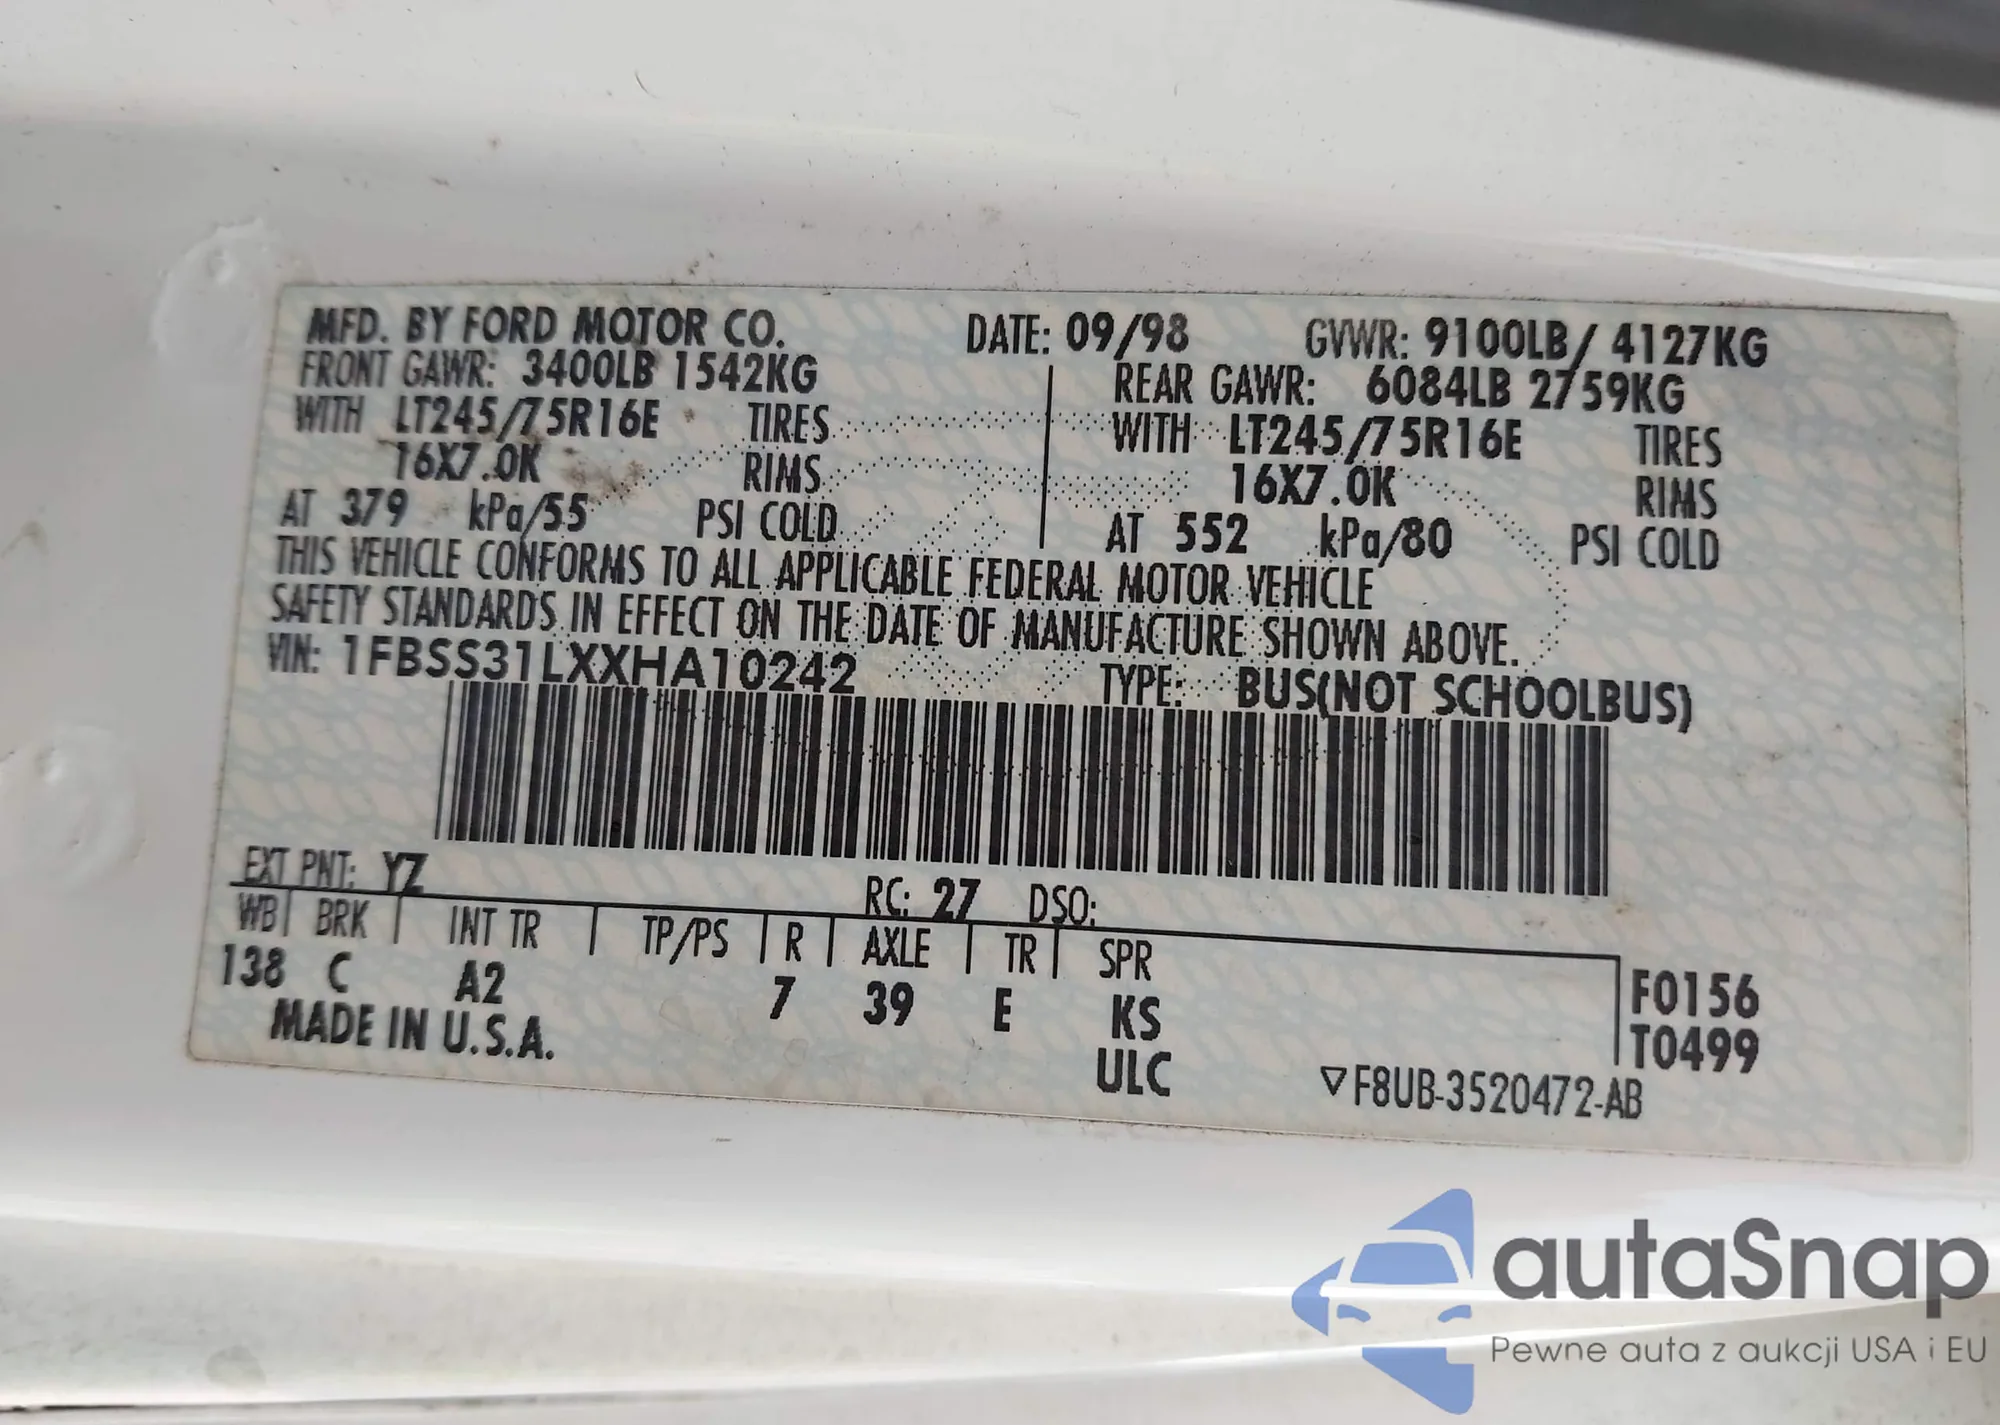 MFD. BY FORD MOTOR CO. DATE: 09/98 GVWR: 9100LB/ 4127KG
FRONT GAWR: 3400LB 1542KG REAR GAWR: 6084LB 2759KG
WITH LT245/75R16E TIRES WITH LT245/75R16E TIRES
16X7.0K RIMS 16X7.0K RIMS
AT 379 kPa/55 PSI COLD AT 552 kPa/80 PSI COLD
THIS VEHICLE CONFORMS TO ALL APPLICABLE FEDERAL MOTOR VEHICLE
SAFETY STANDARDS IN EFFECT ON THE DATE OF MANUFACTURE SHOWN ABOVE.
VIN: 1FBSS31LXXHA10242 TYPE: BUS(NOT SCHOOLBUS)
EXT PNT: YZ RC: 27 DSO:
WB BRK INT TR TP/PS R AXLE TR SPR
138 C A2 7 39 E KS F0156
MADE IN U.S.A. ULC T0499
▽F8UB-3520472-AB
autaSnap
Pewne auta z aukcji USA i EU